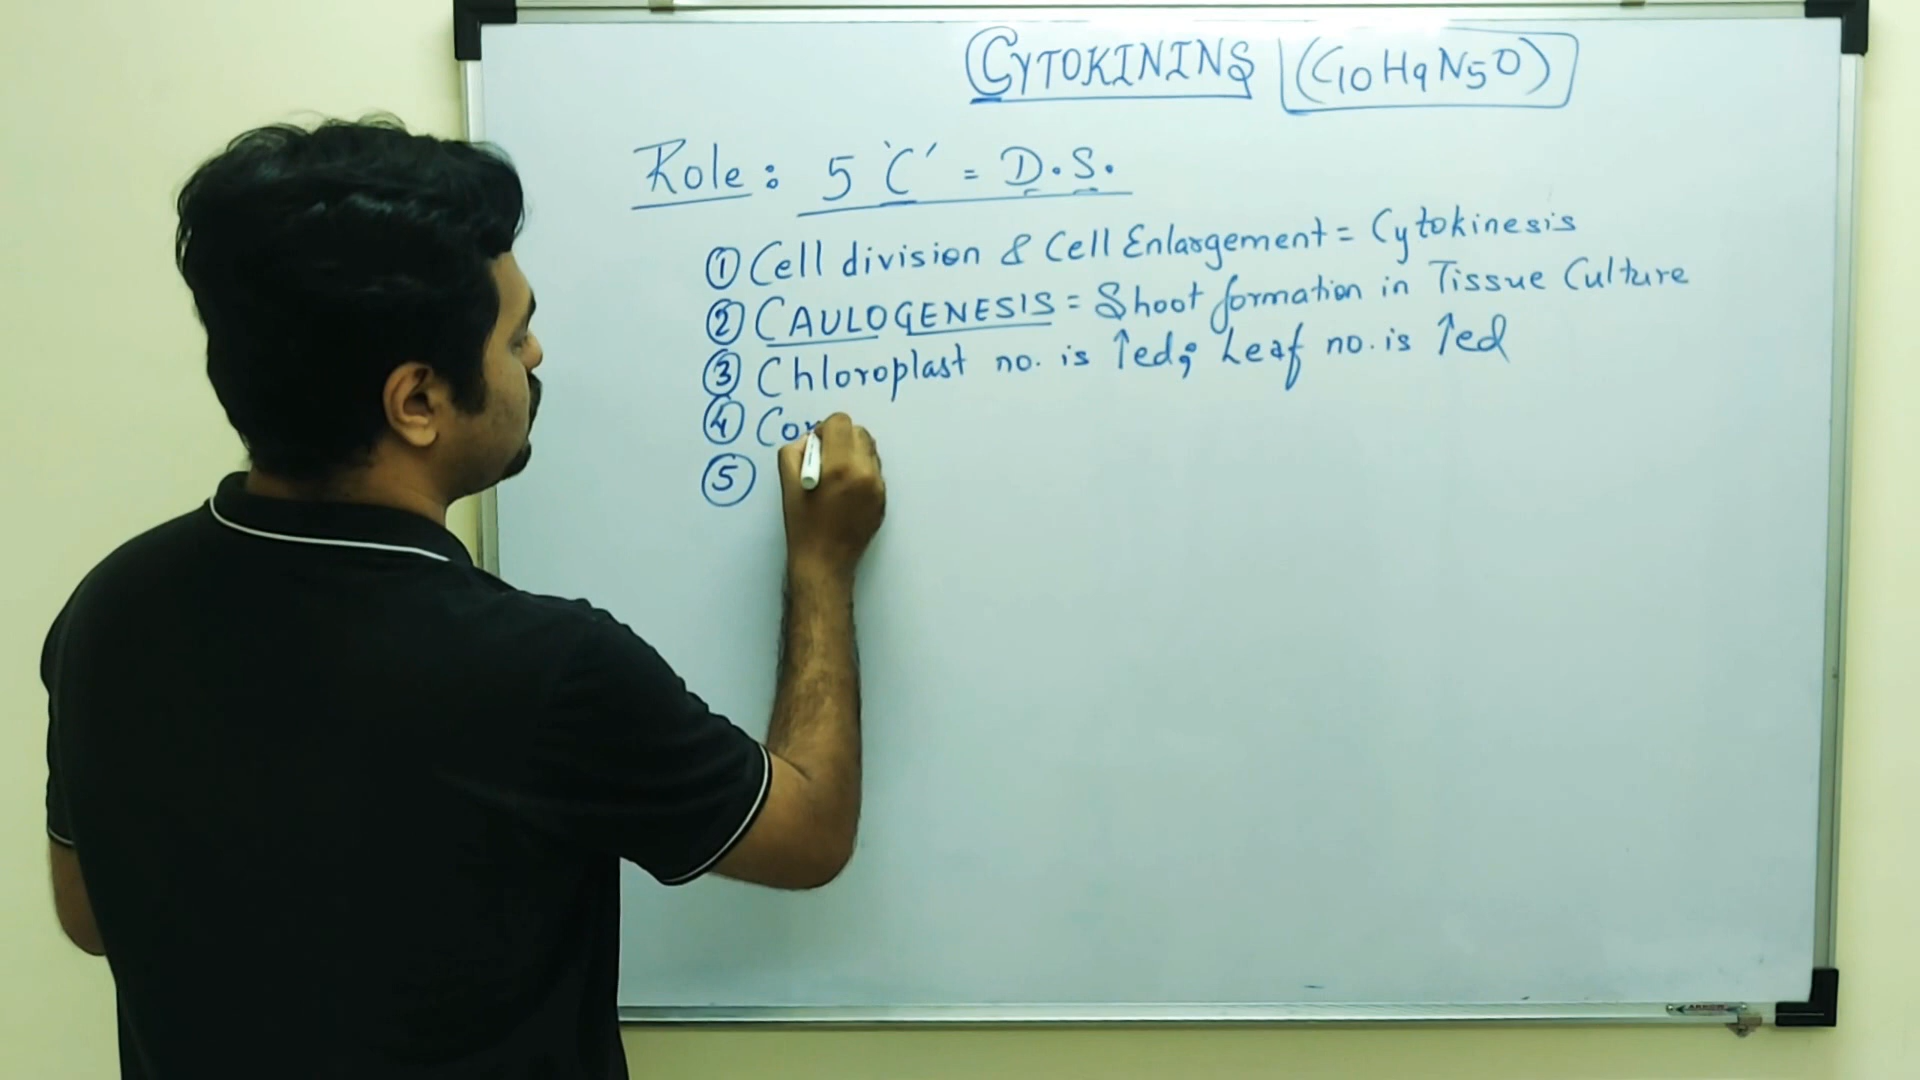 CYTOKININS (C10H9N5O)
Role: 5 'C' = D.S.
① Cell division & Cell Enlargement = Cytokinesis
② CAULOGENESIS = Shoot formation in Tissue Culture
③ Chloroplast no. is ↑ed; Leaf no. is ↑ed
④
⑤